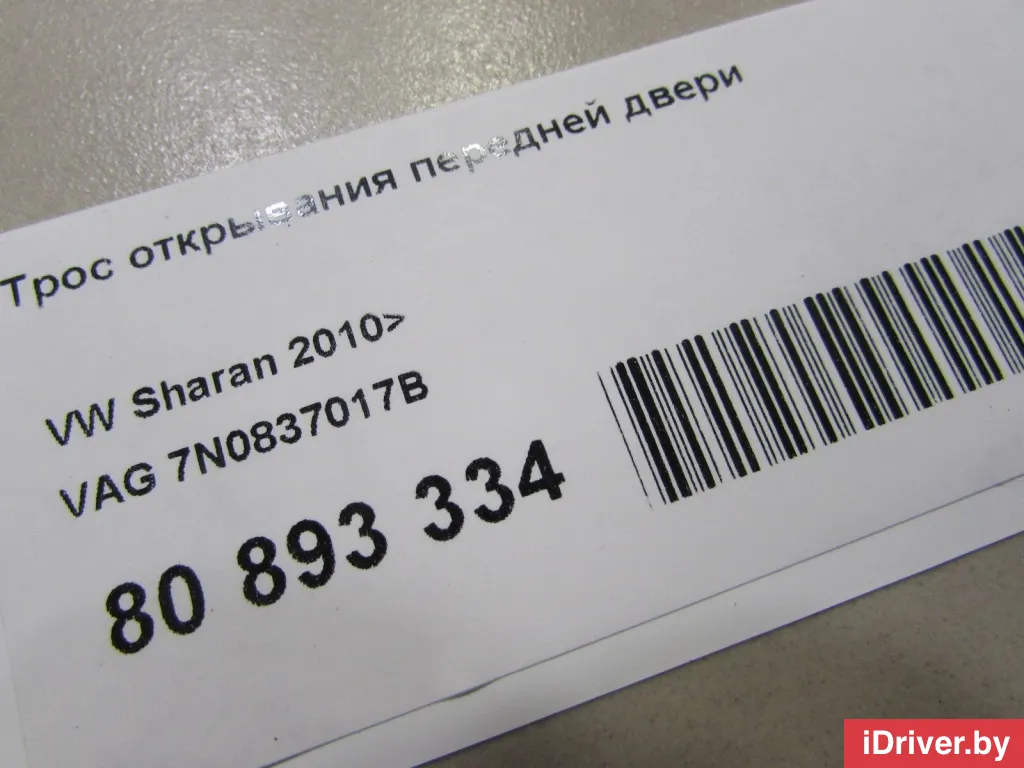 Трос открывания передней двери
VW Sharan 2010>
VAG 7N0837017B
80 893 334
iDriver.by